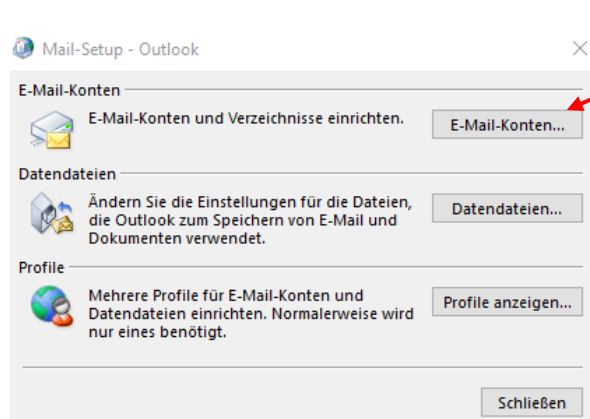 Mail-Setup - Outlook
E-Mail-Konten
E-Mail-Konten und Verzeichnisse einrichten.
E-Mail-Konten...
Datendateien
Ändern Sie die Einstellungen für die Dateien,
die Outlook zum Speichern von E-Mail und
Dokumenten verwendet.
Datendateien...
Profile
Mehrere Profile für E-Mail-Konten und
Datendateien einrichten. Normalerweise wird
nur eines benötigt.
Profile anzeigen...
Schließen